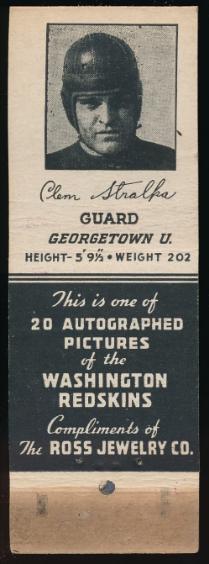 Clem Stralka
GUARD
GEORGETOWN U.
HEIGHT- 5' 9½" • WEIGHT 202
This is one of
20 AUTOGRAPHED
PICTURES
of the
WASHINGTON
REDSKINS
Compliments of
The ROSS JEWELRY CO.